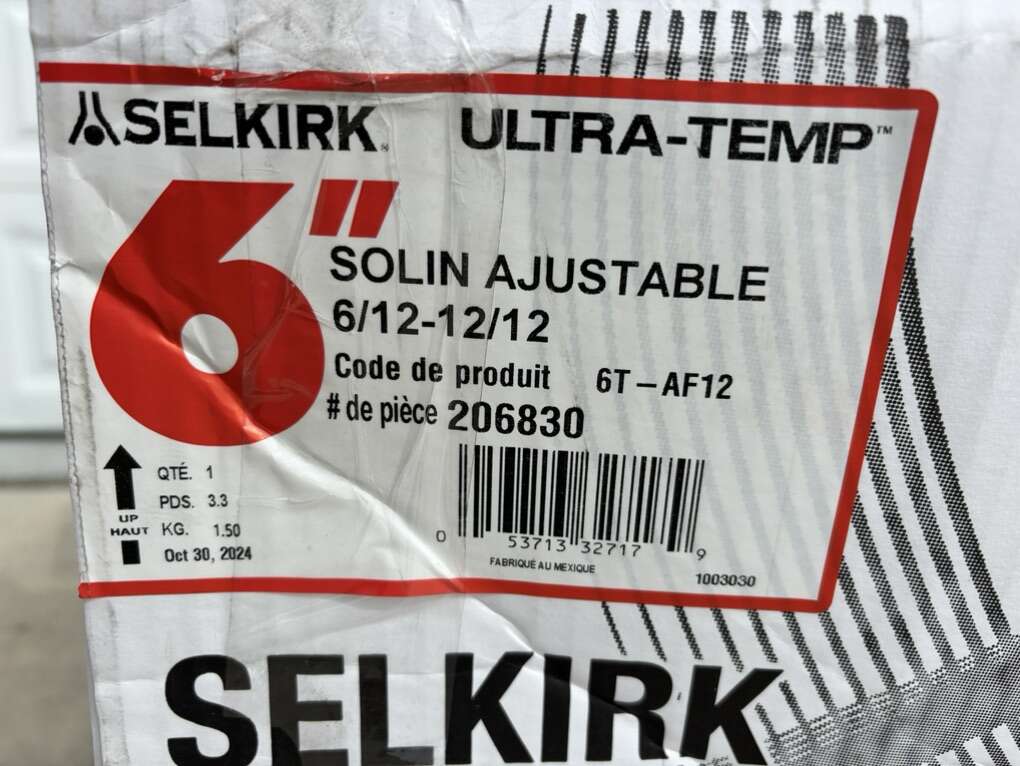 SELKIRK® ULTRA-TEMP™
6"
SOLIN AJUSTABLE
6/12-12/12
Code de produit 6T-AF12
# de pièce 206830
UP
HAUT
QTÉ. 1
PDS. 3.3
KG. 1.50
Oct 30, 2024
0 53713 32717 9
FABRIQUÉ AU MEXIQUE
1003030
SELKIRK